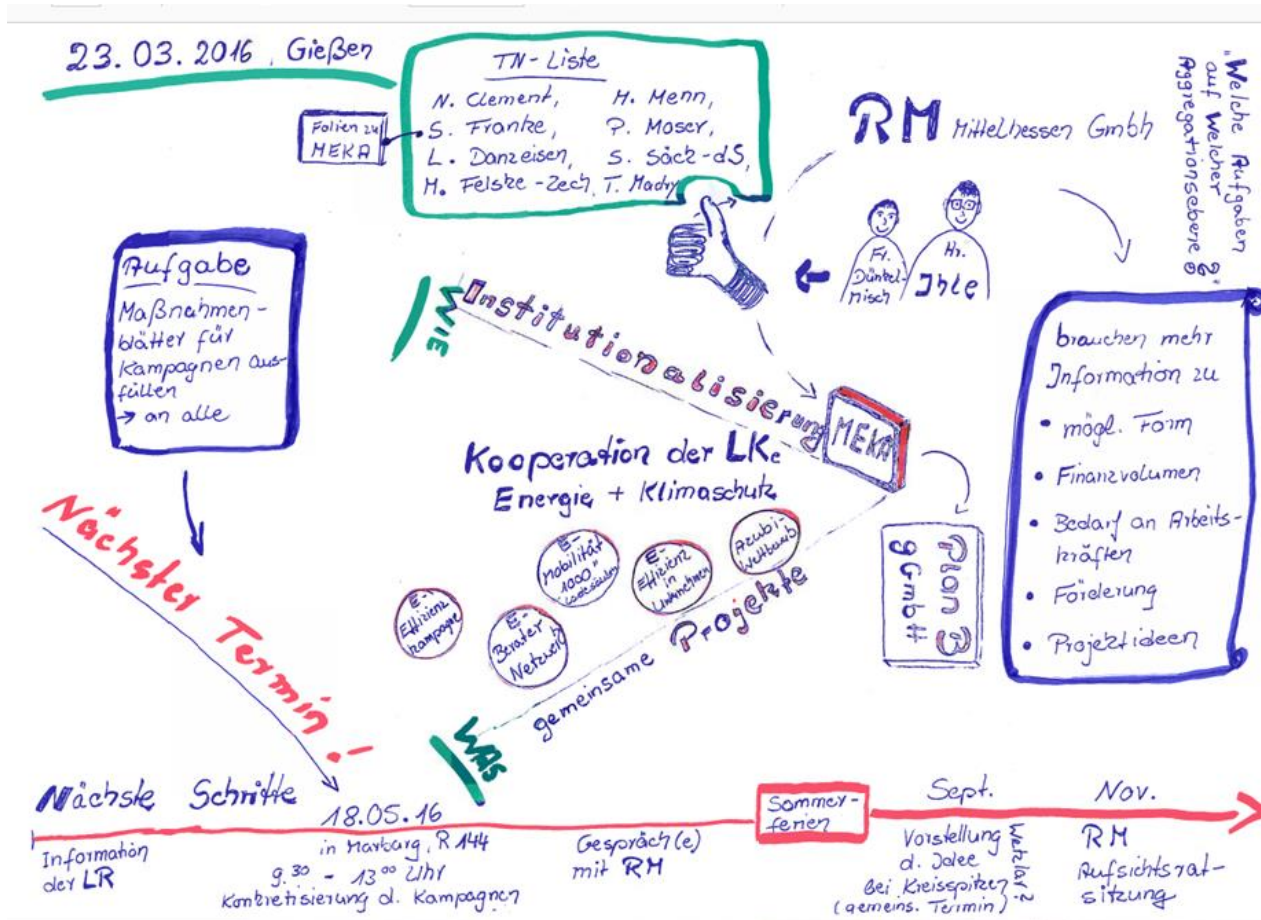 23.03.2016, Gießen
TN-Liste
N. Clement, H. Menn,
S. Franke, P. Moser,
L. Danzeisen, S. Säck-dS,
M. Felske-Zech, T. Madry
Folien zu
MEKA
RM Mittelhessen Gmbh
"Welche Aufgaben
auf welcher
Aggregationsebene?"
Fr.
Dünkel-
Misch
Hr.
Ihle
Aufgabe
Maßnahmen-
blätter für
Kampagnen aus-
füllen
→ an alle
WIE
Institutionalisierung
MEKA
Kooperation der LKe
Energie + Klimaschutz
E-
Effizienz
kampagne
E-
Berater
Netzwerk
E-
Mobilität
"1000
Ladesäulen"
E-
Effizienz
in
Unternehmen
Azubi-
Wettbewerb
gemeinsame Projekte
WAS
Plan B
gGmbH
brauchen mehr
Information zu
• mögl. Form
• Finanzvolumen
• Bedarf an Arbeits-
kräften
• Förderung
• Projektideen
Nächster Termin!
Nächste Schritte
Information
der LR
18.05.16
in Marburg, R 144
9.30 - 13.00 Uhr
Konkretisierung d. Kampagnen
Gespräch(e)
mit RM
Sommer-
ferien
Sept.
Vorstellung
d. Idee
bei Kreisspitzen
(gemeins. Termin)
Wetzlar?
Nov.
RM
Aufsichtsrat-
sitzung